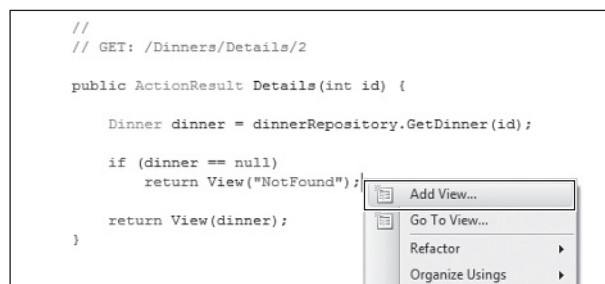 //
// GET: /Dinners/Details/2
public ActionResult Details(int id) {
Dinner dinner = dinnerRepository.GetDinner(id);
if (dinner == null)
return View("NotFound");
return View(dinner);
}
Add View...
Go To View...
Refactor
Organize Usings